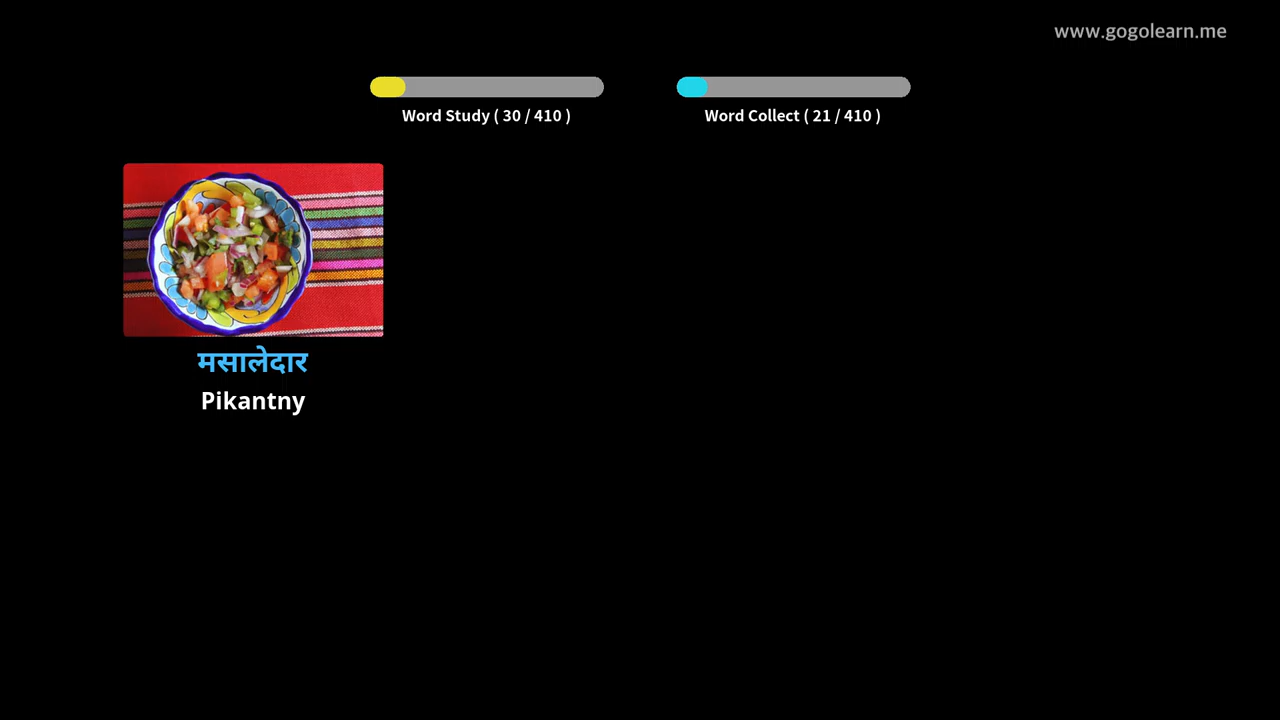 www.gogolearn.me
Word Study ( 30 / 410 )
Word Collect ( 21 / 410 )
मसालेदार
Pikantny